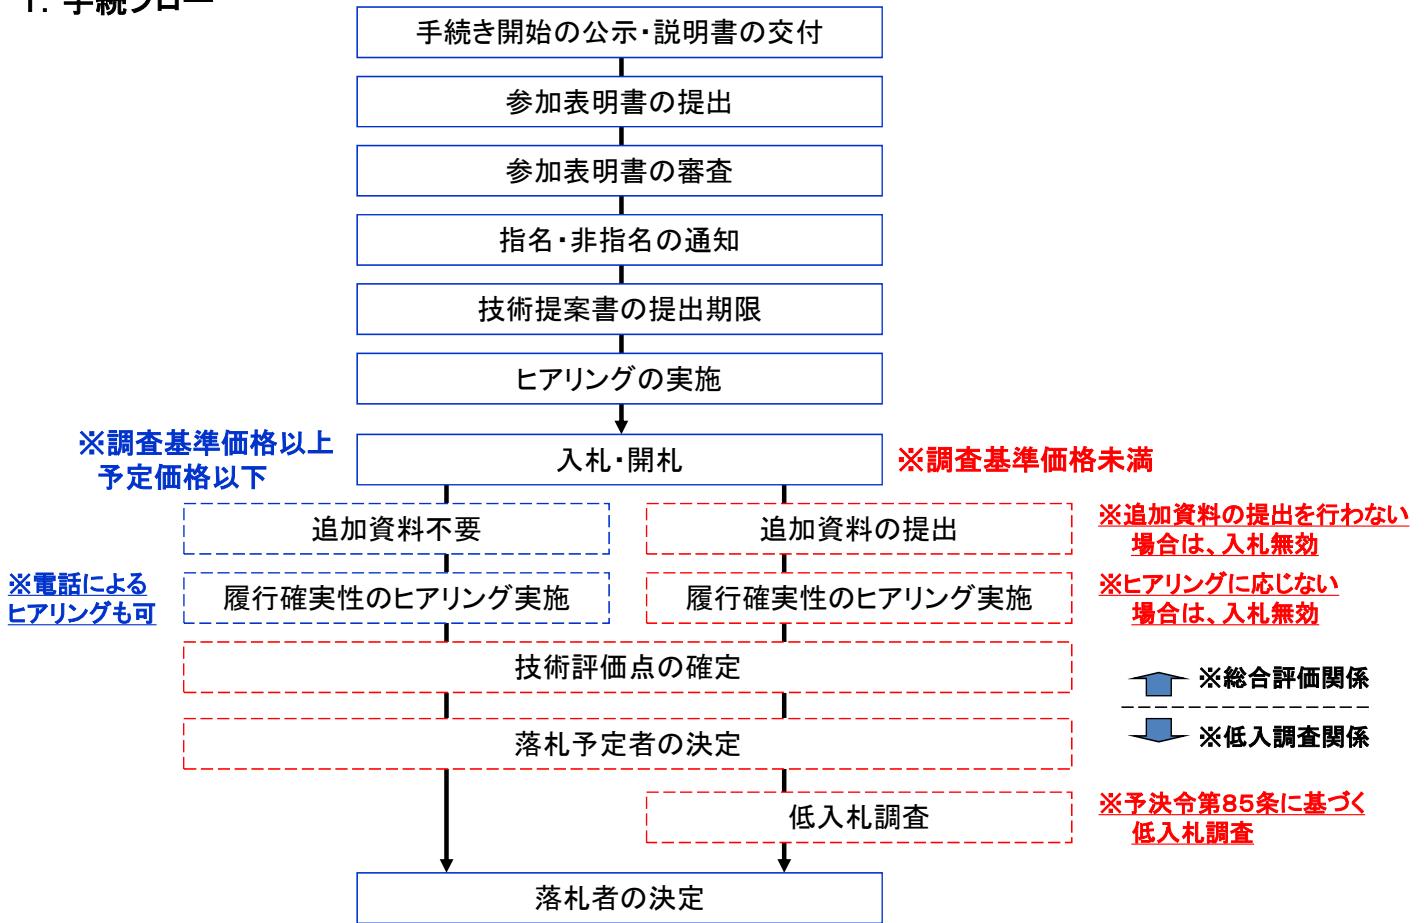 1. 手続フロー
手続き開始の公示・説明書の交付
参加表明書の提出
参加表明書の審査
指名・非指名の通知
技術提案書の提出期限
ヒアリングの実施
※調査基準価格以上
予定価格以下
入札・開札
※調査基準価格未満
追加資料不要
追加資料の提出
※追加資料の提出を行わない
場合は、入札無効
※電話による
ヒアリングも可
履行確実性のヒアリング実施
履行確実性のヒアリング実施
※ヒアリングに応じない
場合は、入札無効
技術評価点の確定
※総合評価関係
落札予定者の決定
※低入調査関係
低入札調査
※予決令第85条に基づく
低入札調査
落札者の決定